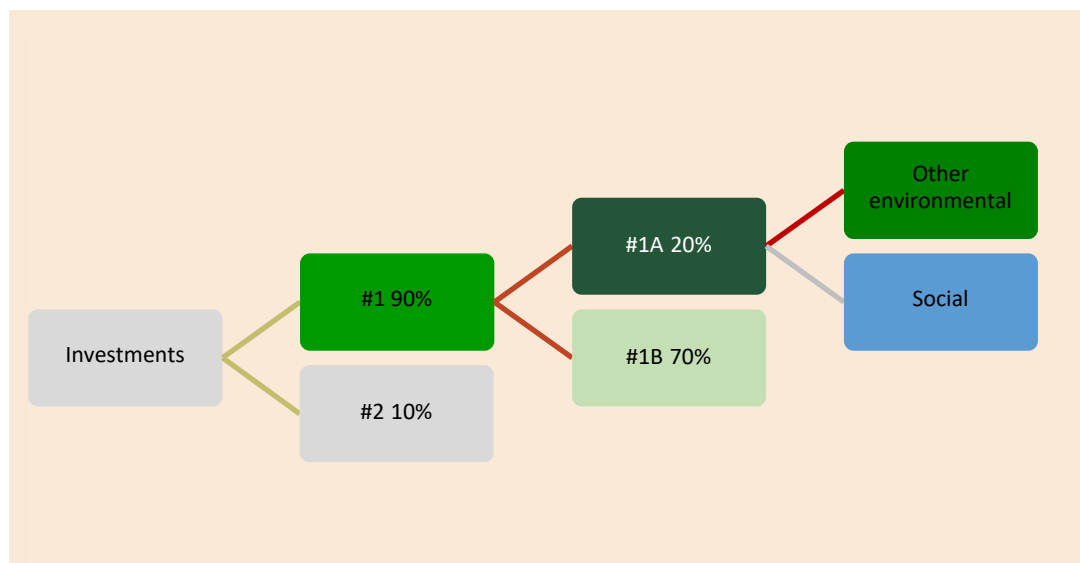 Investments
#1 90%
#2 10%
#1A 20%
#1B 70%
Other
environmental
Social